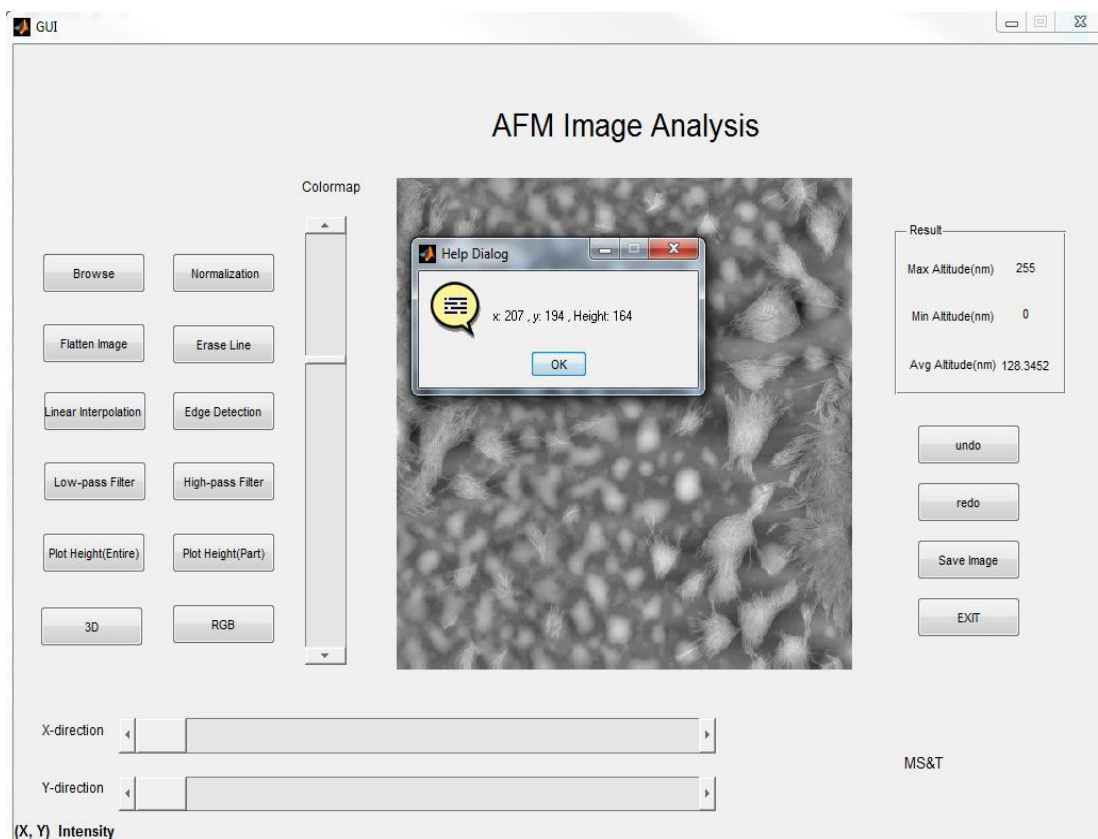 GUI
AFM Image Analysis
Colormap
Browse
Normalization
Flatten Image
Erase Line
Linear Interpolation
Edge Detection
Low-pass Filter
High-pass Filter
Plot Height(Entire)
Plot Height(Part)
3D
RGB
Help Dialog
x: 207 , y: 194 , Height: 164
OK
Result
Max Altitude(nm) 255
Min Altitude(nm) 0
Avg Altitude(nm) 128.3452
undo
redo
Save Image
EXIT
X-direction
Y-direction
MS&T
(X, Y) Intensity